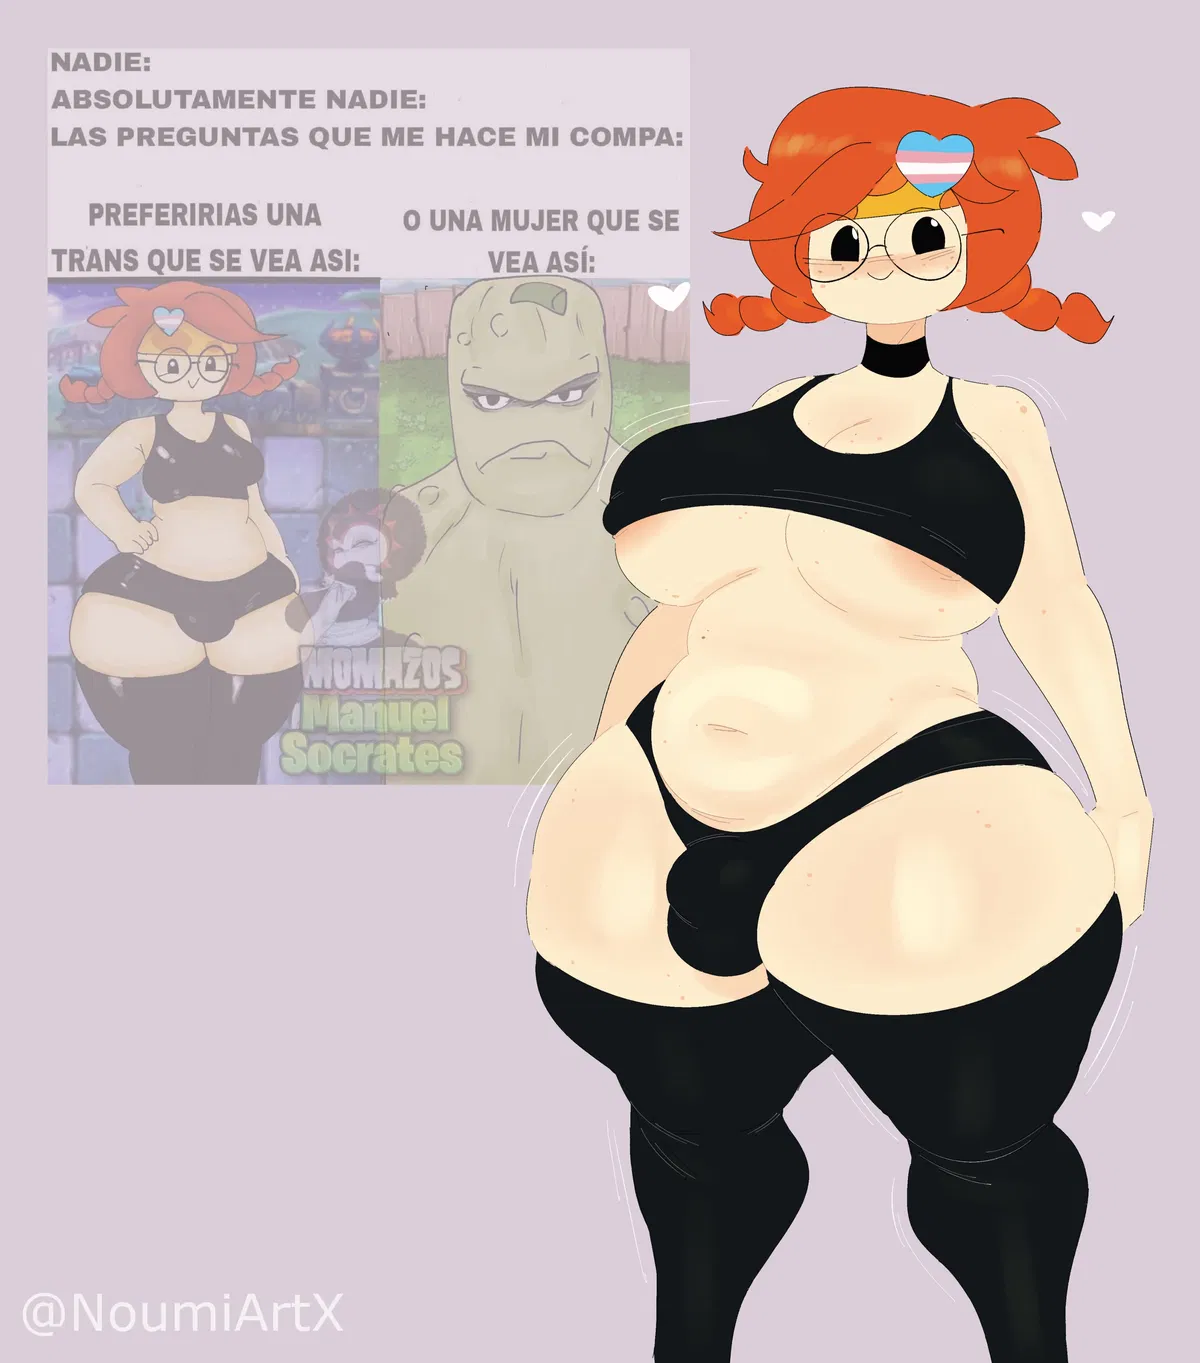 NADIE:
ABSOLUTAMENTE NADIE:
LAS PREGUNTAS QUE ME HACE MI COMPA:
PREFERIRIAS UNA
TRANS QUE SE VEA ASI:
O UNA MUJER QUE SE
VEA ASÍ:
MOMAZOS
Manuel
Socrates
@NoumiArtX